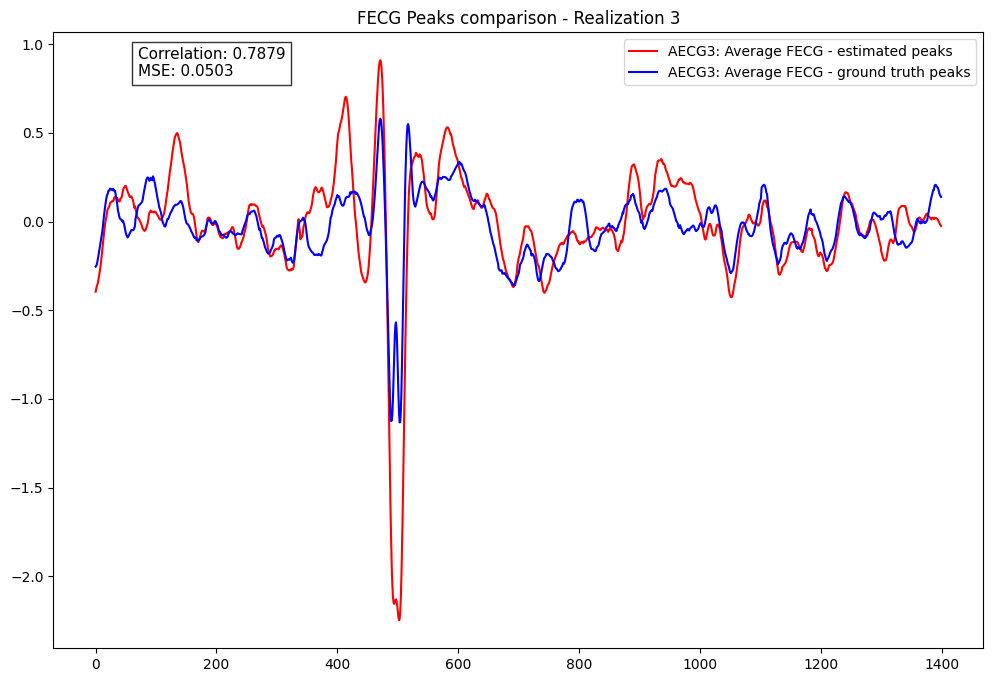 FECG Peaks comparison - Realization 3
Correlation: 0.7879
MSE: 0.0503
AECG3: Average FECG - estimated peaks
AECG3: Average FECG - ground truth peaks
1.0
0.5
0.0
−0.5
−1.0
−1.5
−2.0
0 200 400 600 800 1000 1200 1400